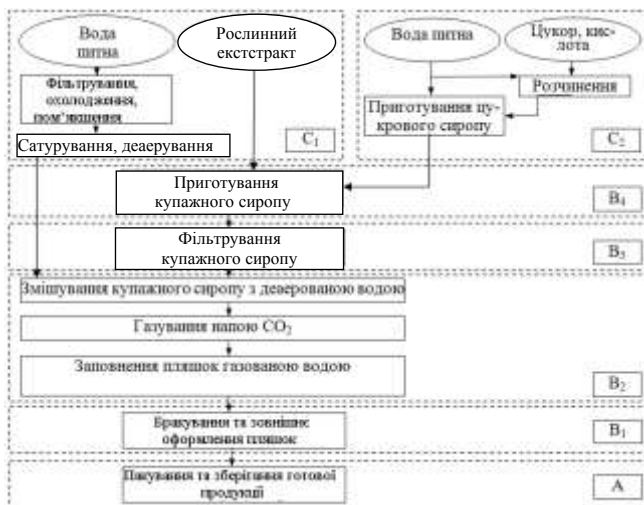 Вода
питна
Рослинний
екстстракт
Вода питна
Цукор, кис-
лота
Фільтрування,
охолодження,
пом'якшення
Розчинення
Приготування цу-
крового сиропу
Сатурування, деаерування
C1
C2
Приготування
купажного сиропу
B4
Фільтрування
купажного сиропу
B3
Змішування купажного сиропу з деаерованою водою
Газування напою CO2
Заповнення пляшок газованою водою
B2
Бракування та зовнішнє
оформлення пляшок
B1
Пакування та зберігання готової
продукції
A